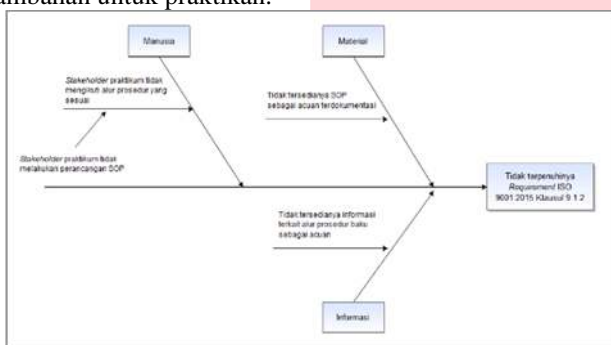 ambahan untuk praktikan.
Manusia
Material
Stakeholder praktikum tidak
mengikuti alur prosedur yang
sesuai
Tidak tersedianya SOP
sebagai acuan terdokumentasi
Stakeholder praktikum tidak
melakukan perancangan SOP
Tidak terpenuhinya
Requirement ISO
9001:2015 Klausul 9.1.2
Tidak tersedianya informasi
terkait alur prosedur baku
sebagai acuan
Informasi